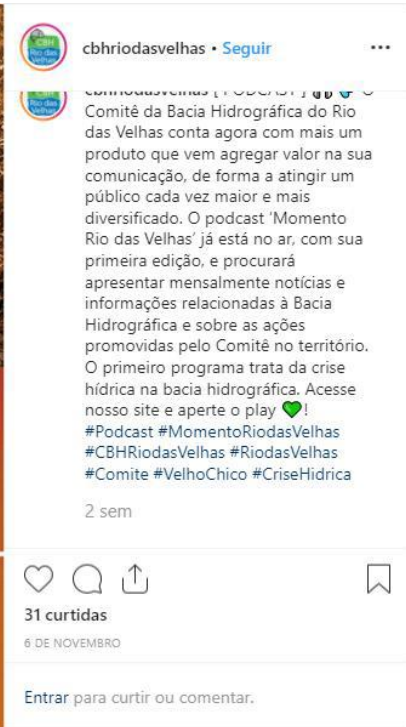 CBH
Rio das
Velhas
cbhriodasvelhas • Seguir
Rio das
Velhas
cbhriodasvelhas [ PODCAST ] O
Comitê da Bacia Hidrográfica do Rio
das Velhas conta agora com mais um
produto que vem agregar valor na sua
comunicação, de forma a atingir um
público cada vez maior e mais
diversificado. O podcast ‘Momento
Rio das Velhas’ já está no ar, com sua
primeira edição, e procurará
apresentar mensalmente notícias e
informações relacionadas à Bacia
Hidrográfica e sobre as ações
promovidas pelo Comitê no território.
O primeiro programa trata da crise
hídrica na bacia hidrográfica. Acesse
nosso site e aperte o play 💚!
#Podcast #MomentoRiodasVelhas
#CBHRiodasVelhas #RiodasVelhas
#Comite #VelhoChico #CriseHidrica
2 sem
31 curtidas
6 DE NOVEMBRO
Entrar para curtir ou comentar.